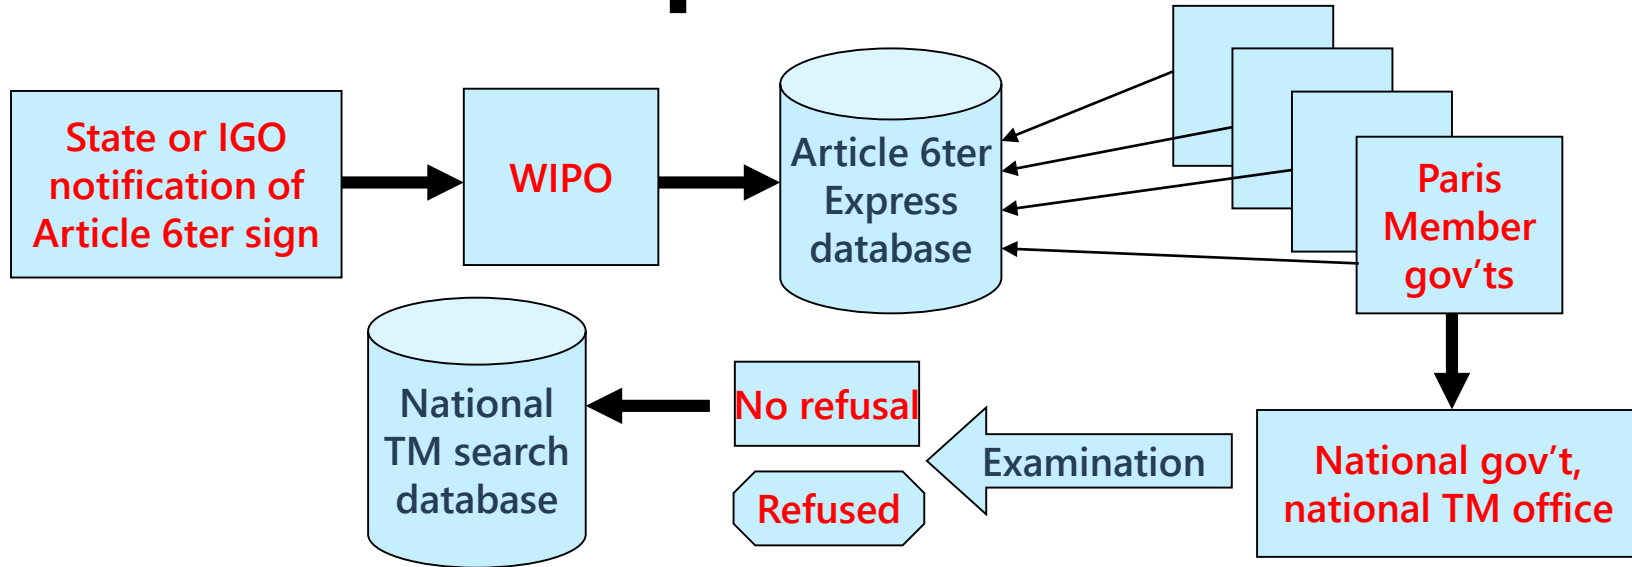 State or IGO
notification of
Article 6ter sign
WIPO
Article 6ter
Express
database
Paris
Member
gov’ts
National
TM search
database
No refusal
Refused
Examination
National gov’t,
national TM office